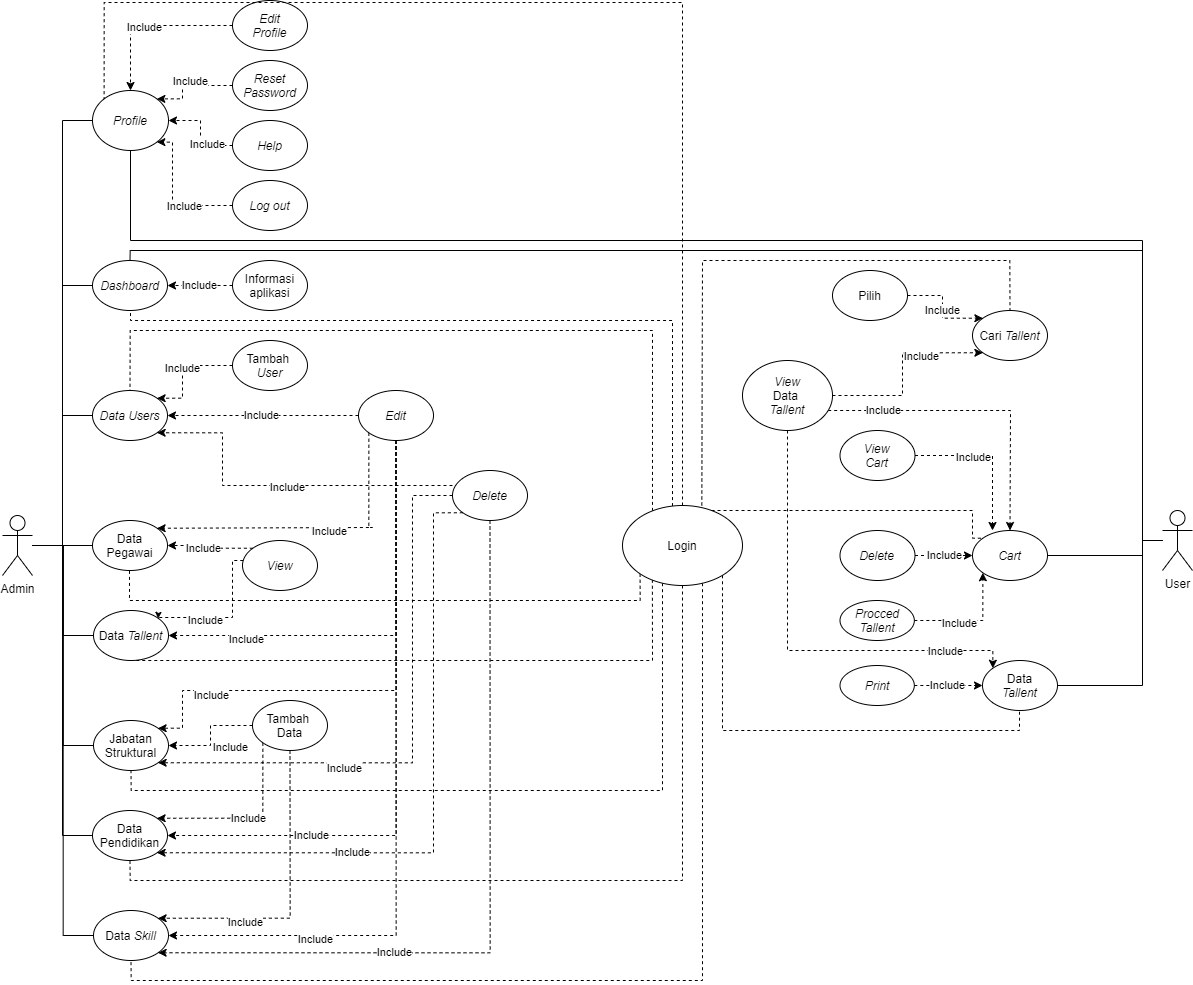 Edit
Profile
Include
Reset
Password
Include
Profile
Help
Include
Log out
Include
Dashboard
Include
Informasi
aplikasi
Pilih
Include
Cari Tallent
Include
Tambah
User
Include
View
Data
Tallent
Include
Data Users
Include
Edit
View
Cart
Include
Include
Delete
Include
Data
Pegawai
Include
View
Login
Delete
Include
Cart
Admin
User
Include
Include
Data Tallent
Procced
Tallent
Include
Include
Print
Include
Data
Tallent
Include
Tambah
Data
Jabatan
Struktural
Include
Include
Include
Data
Pendidikan
Include
Include
Include
Data Skill
Include
Include